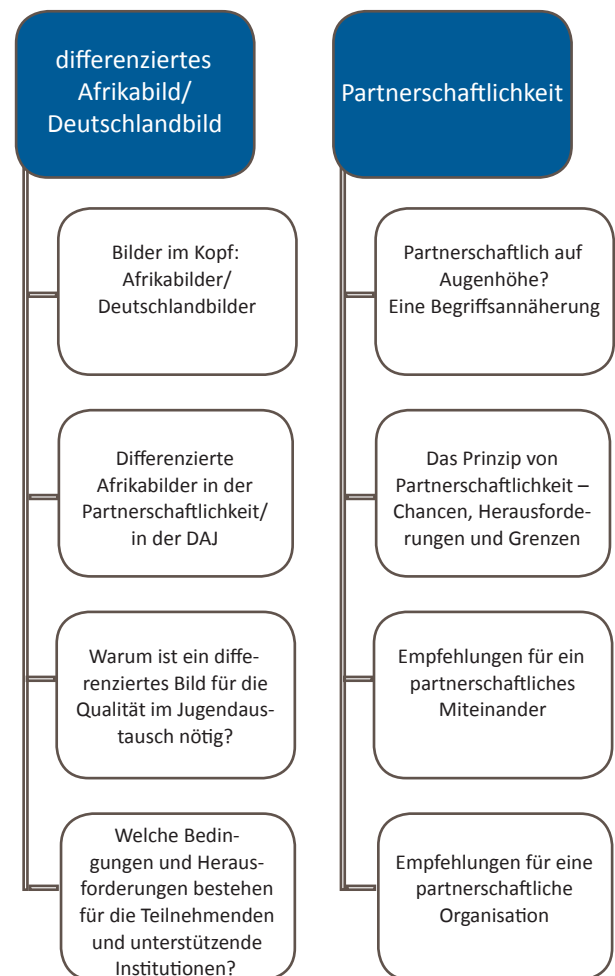 differenziertes
Afrikabild/
Deutschlandbild
Bilder im Kopf:
Afrikabilder/
Deutschlandbilder
Differenzierte
Afrikabilder in der
Partnerschaftlichkeit/
in der DAJ
Warum ist ein diffe-
renziertes Bild für die
Qualität im Jugendaus-
tausch nötig?
Welche Bedin-
gungen und Heraus-
forderungen bestehen
für die Teilnehmenden
und unterstützende
Institutionen?
Partnerschaftlichkeit
Partnerschaftlich auf
Augenhöhe?
Eine Begriffsannäherung
Das Prinzip von
Partnerschaftlichkeit –
Chancen, Herausforde-
rungen und Grenzen
Empfehlungen für ein
partnerschaftliches
Miteinander
Empfehlungen für eine
partnerschaftliche
Organisation